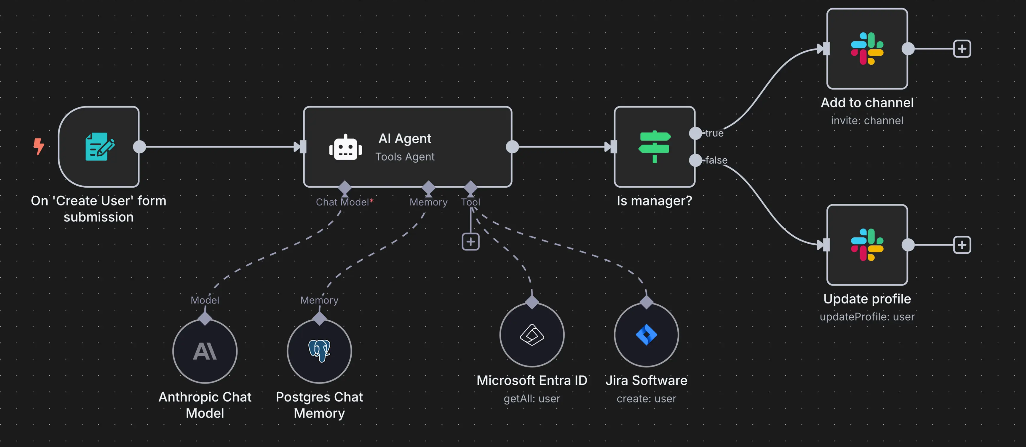 Add to channel
invite: channel
AI Agent
Tools Agent
true
false
On 'Create User' form
submission
Chat Model*
Memory
Tool
Is manager?
Model
Memory
Update profile
updateProfile: user
Anthropic Chat
Model
Postgres Chat
Memory
Microsoft Entra ID
getAll: user
Jira Software
create: user